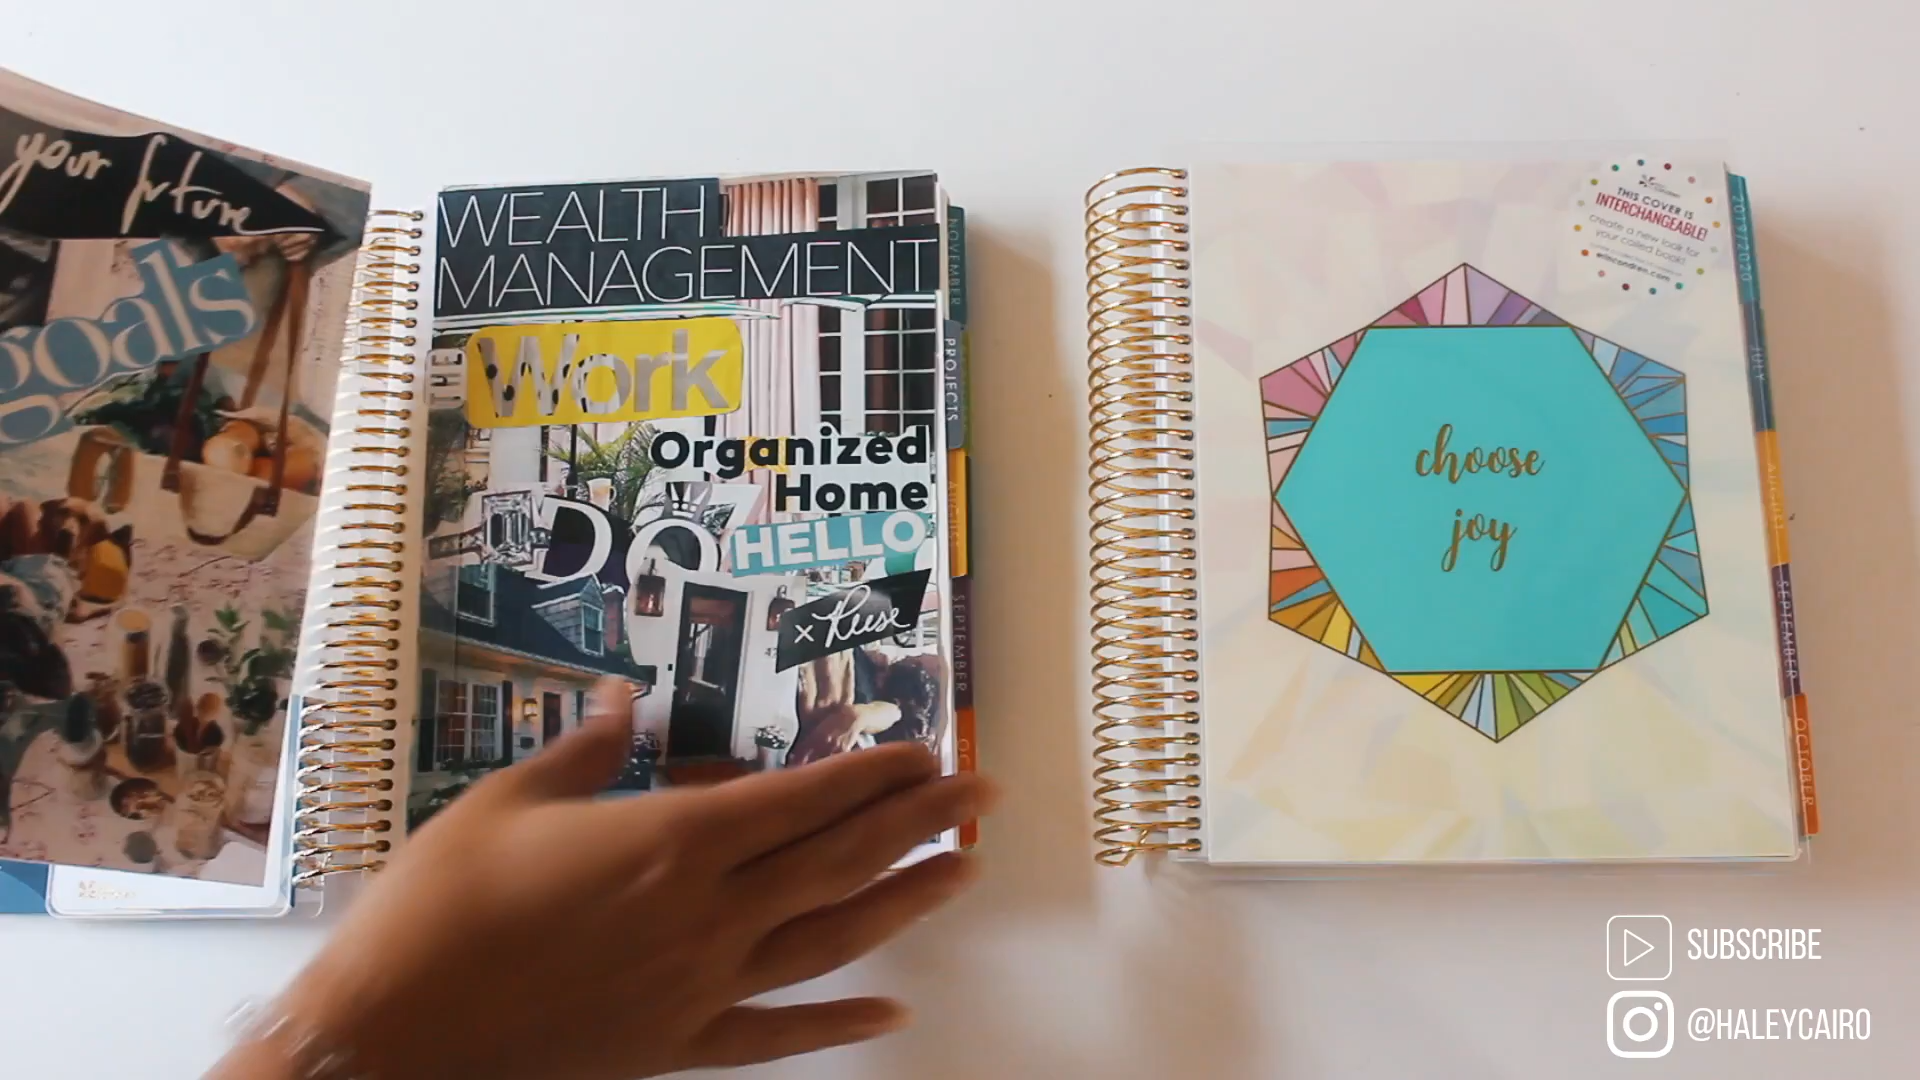 your future
goals
WEALTH
MANAGEMENT
THE Work
Organized
Home
DO
HELLO
x Reese
NOVEMBER
PROJECTS
AUGUST
SEPTEMBER
OC
THIS COVER IS
INTERCHANGEABLE!
create a new look for
your coiled book!
erincondren.com
choose
joy
2019/2020
JULY
AUGUST
SEPTEMBER
OCTOBER
SUBSCRIBE
@HALEYCAIRO